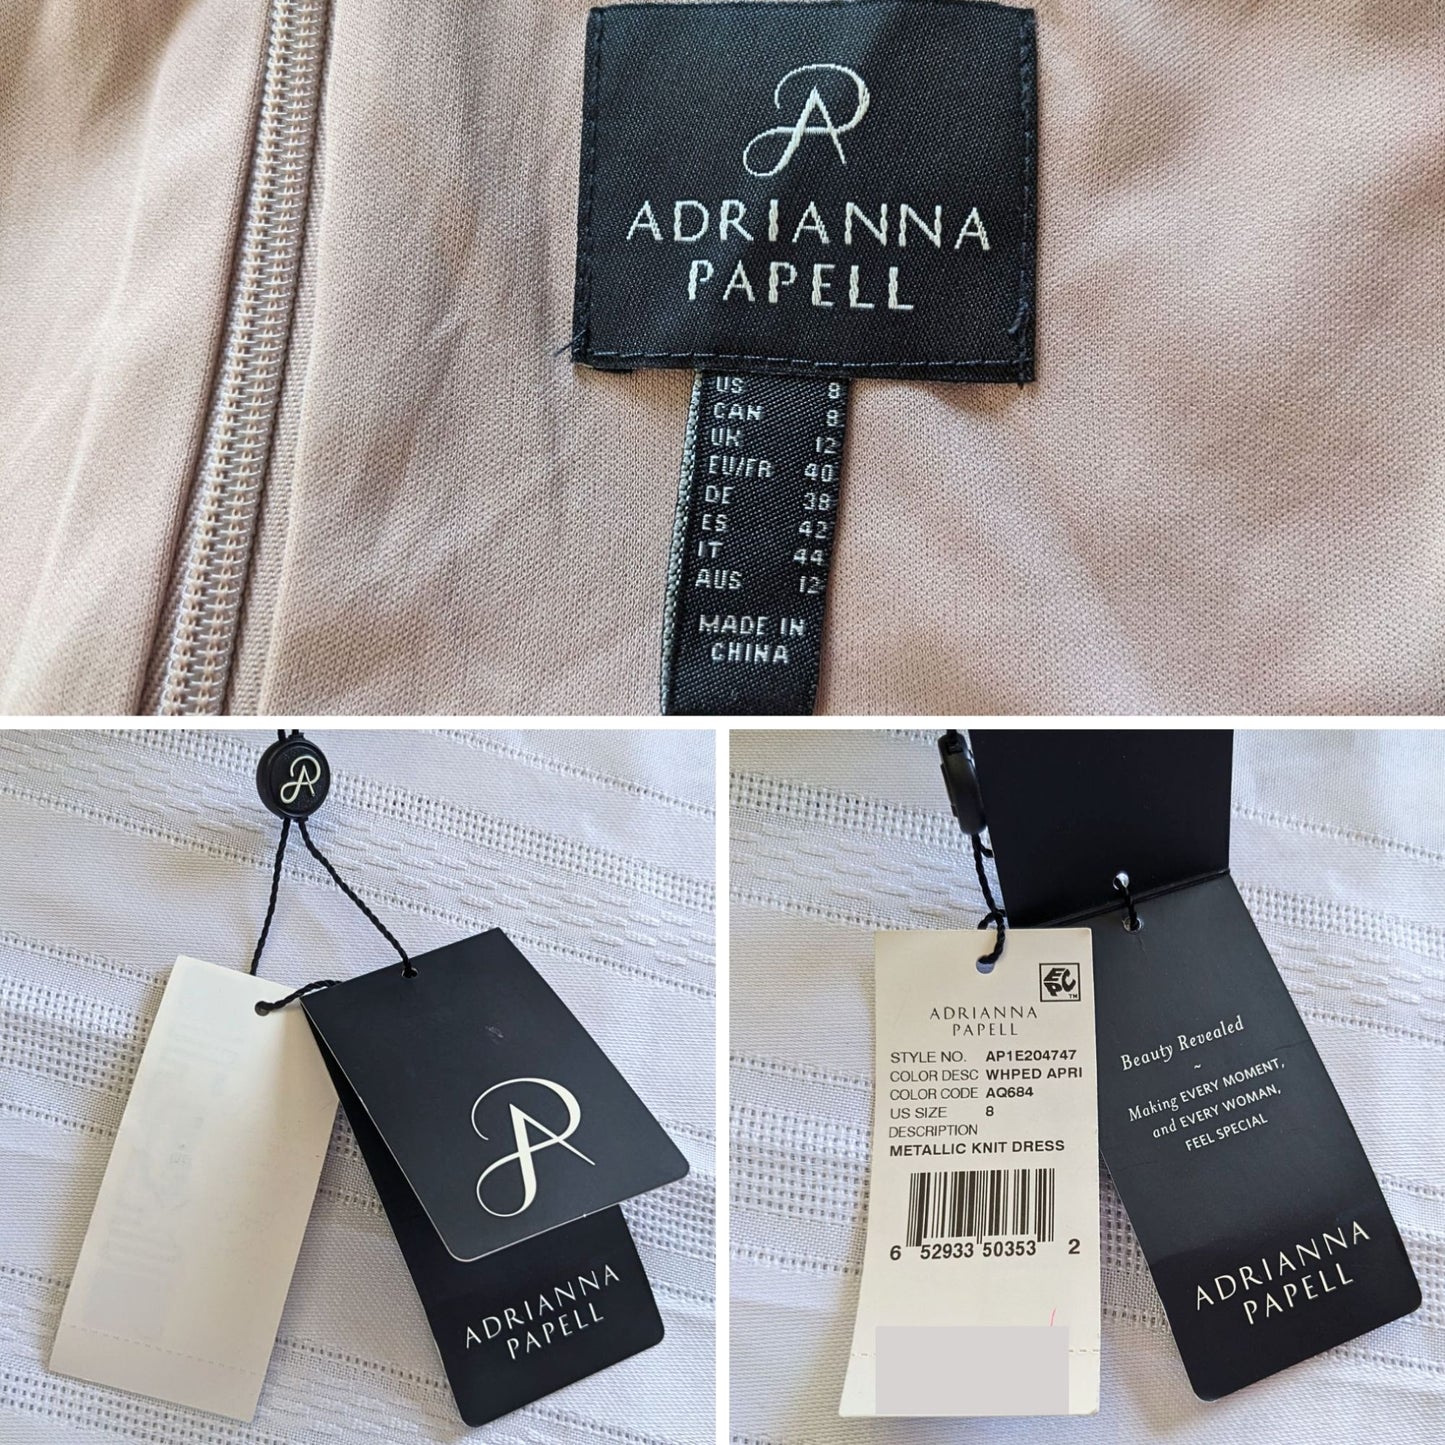 ADRIANNA
PAPELL
US 8
CAN 8
UK 12
EU/FR 40
DE 38
ES 42
IT 44
AUS 12
MADE IN
CHINA
ADRIANNA
PAPELL
EPC™
ADRIANNA
PAPELL
STYLE NO. AP1E204747
COLOR DESC WHPED APRI
COLOR CODE AQ684
US SIZE 8
DESCRIPTION
METALLIC KNIT DRESS
6 52933 50353 2
Beauty Revealed
~
Making EVERY MOMENT,
and EVERY WOMAN,
FEEL SPECIAL
ADRIANNA
PAPELL